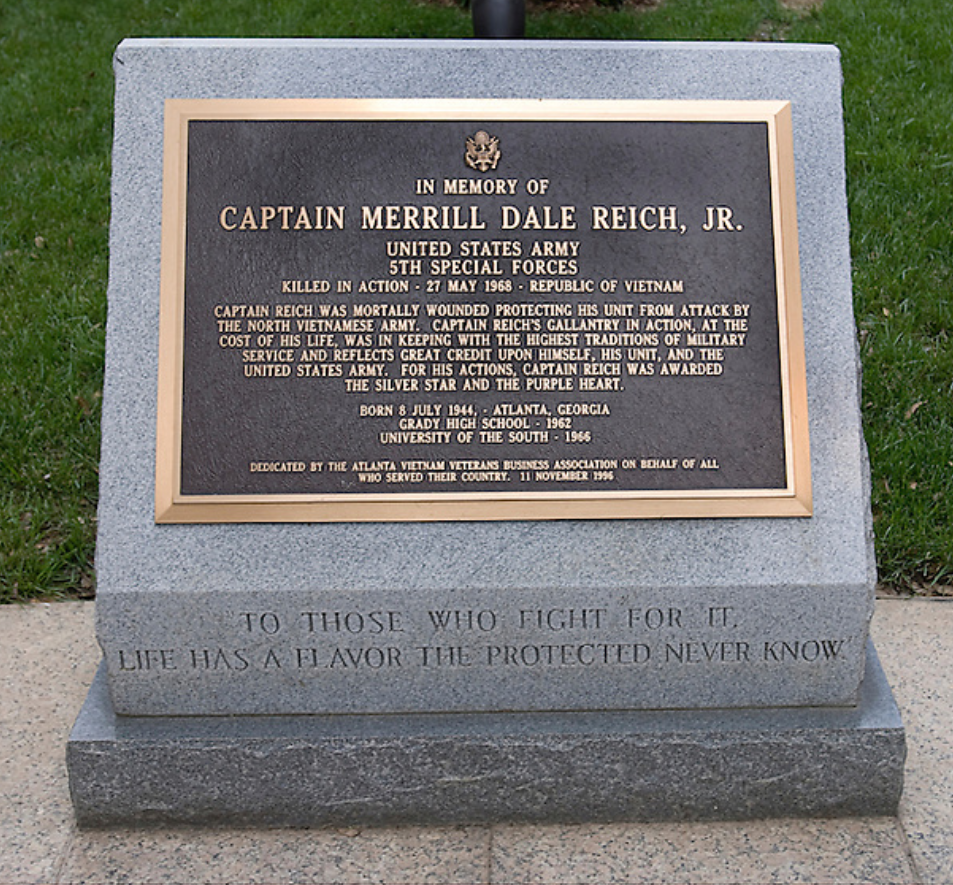 IN MEMORY OF
CAPTAIN MERRILL DALE REICH, JR.
UNITED STATES ARMY
5TH SPECIAL FORCES
KILLED IN ACTION - 27 MAY 1968 - REPUBLIC OF VIETNAM
CAPTAIN REICH WAS MORTALLY WOUNDED PROTECTING HIS UNIT FROM ATTACK BY
THE NORTH VIETNAMESE ARMY. CAPTAIN REICH'S GALLANTRY IN ACTION, AT THE
COST OF HIS LIFE, WAS IN KEEPING WITH THE HIGHEST TRADITIONS OF MILITARY
SERVICE AND REFLECTS GREAT CREDIT UPON HIMSELF, HIS UNIT, AND THE
UNITED STATES ARMY. FOR HIS ACTIONS, CAPTAIN REICH WAS AWARDED
THE SILVER STAR AND THE PURPLE HEART.
BORN 8 JULY 1944, - ATLANTA, GEORGIA
GRADY HIGH SCHOOL - 1962
UNIVERSITY OF THE SOUTH - 1966
DEDICATED BY THE ATLANTA VIETNAM VETERANS BUSINESS ASSOCIATION ON BEHALF OF ALL
WHO SERVED THEIR COUNTRY. 11 NOVEMBER 1996
"TO THOSE WHO FIGHT FOR IT,
LIFE HAS A FLAVOR THE PROTECTED NEVER KNOW."